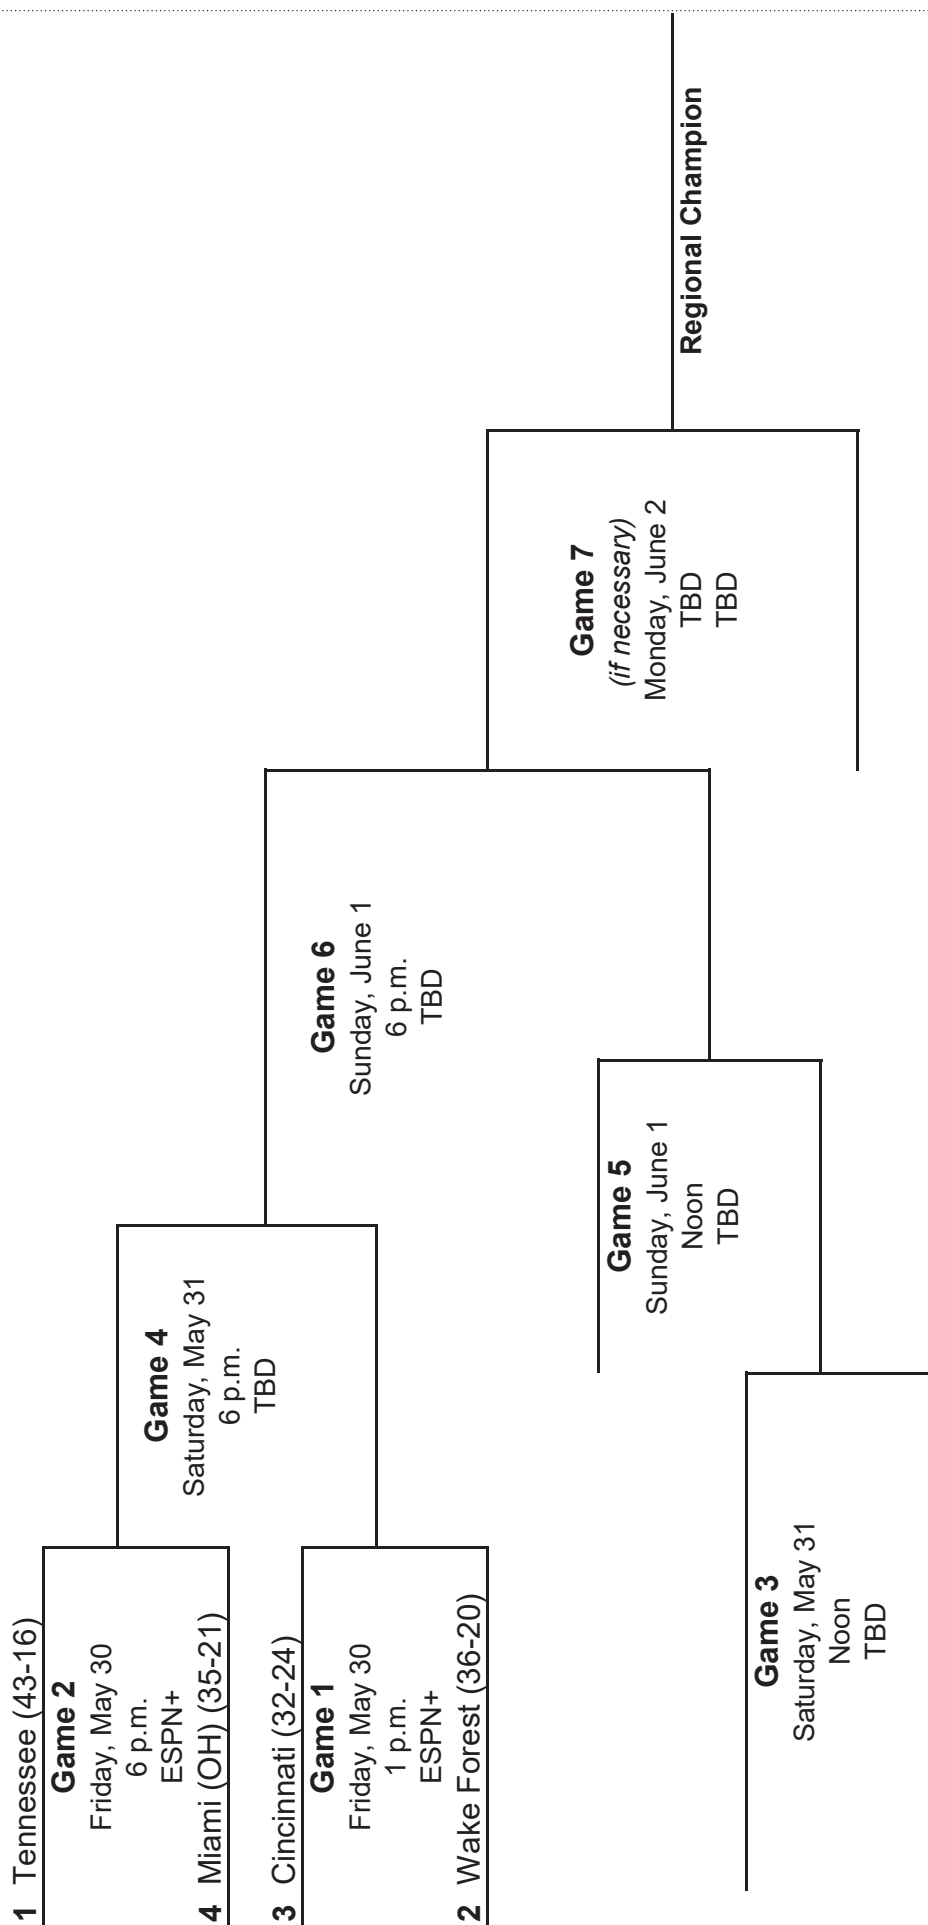 1 Tennessee (43-16)
Game 2
Friday, May 30
6 p.m.
ESPN+
4 Miami (OH) (35-21)
3 Cincinnati (32-24)
Game 1
Friday, May 30
1 p.m.
ESPN+
2 Wake Forest (36-20)
Game 4
Saturday, May 31
6 p.m.
TBD
Game 3
Saturday, May 31
Noon
TBD
Game 6
Sunday, June 1
6 p.m.
TBD
Game 5
Sunday, June 1
Noon
TBD
Game 7
(if necessary)
Monday, June 2
TBD
TBD
Regional Champion